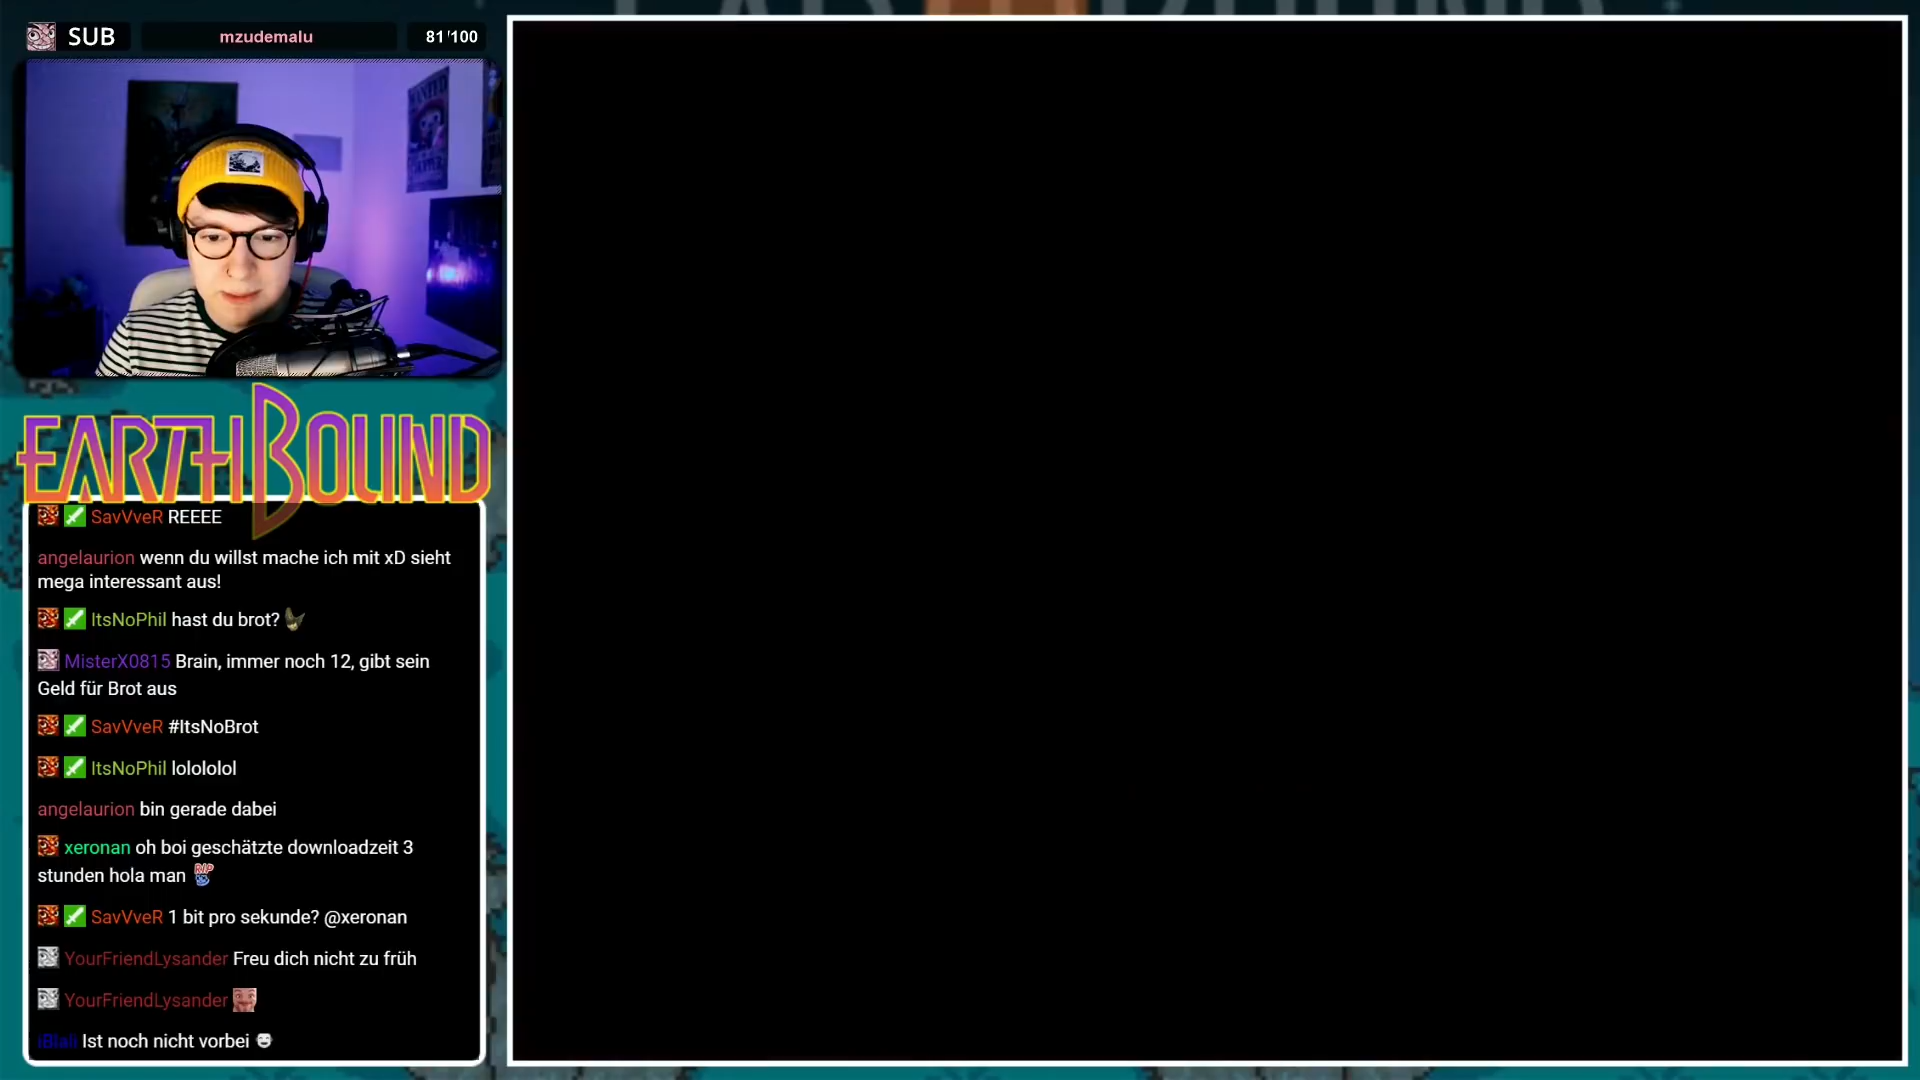 SUB
mzudemalu
81/100
WANTED
EARTHBOUND
SavVveR REEEE
angelaurion wenn du willst mache ich mit xD sieht
mega interessant aus!
ItsNoPhil hast du brot?
MisterX0815 Brain, immer noch 12, gibt sein
Geld für Brot aus
SavVveR #ItsNoBrot
ItsNoPhil lolololol
angelaurion bin gerade dabei
xeronan oh boi geschätzte downloadzeit 3
stunden hola man RIP
SavVveR 1 bit pro sekunde? @xeronan
YourFriendLysander Freu dich nicht zu früh
YourFriendLysander
iBlali Ist noch nicht vorbei